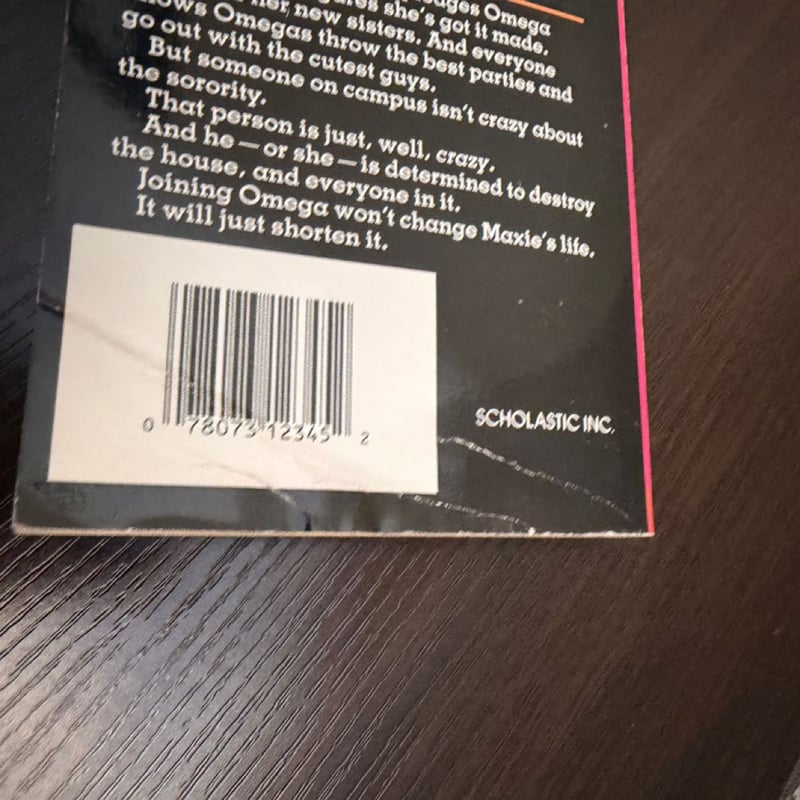 Omega
she's got it made.
her new sisters. And everyone
Omegas throw the best parties and
go out with the cutest guys.
But someone on campus isn't crazy about
the sorority.
That person is just, well, crazy.
And he—or she—is determined to destroy
the house, and everyone in it.
Joining Omega won't change Maxie's life.
It will just shorten it.
SCHOLASTIC INC.
0 78073 12345 2